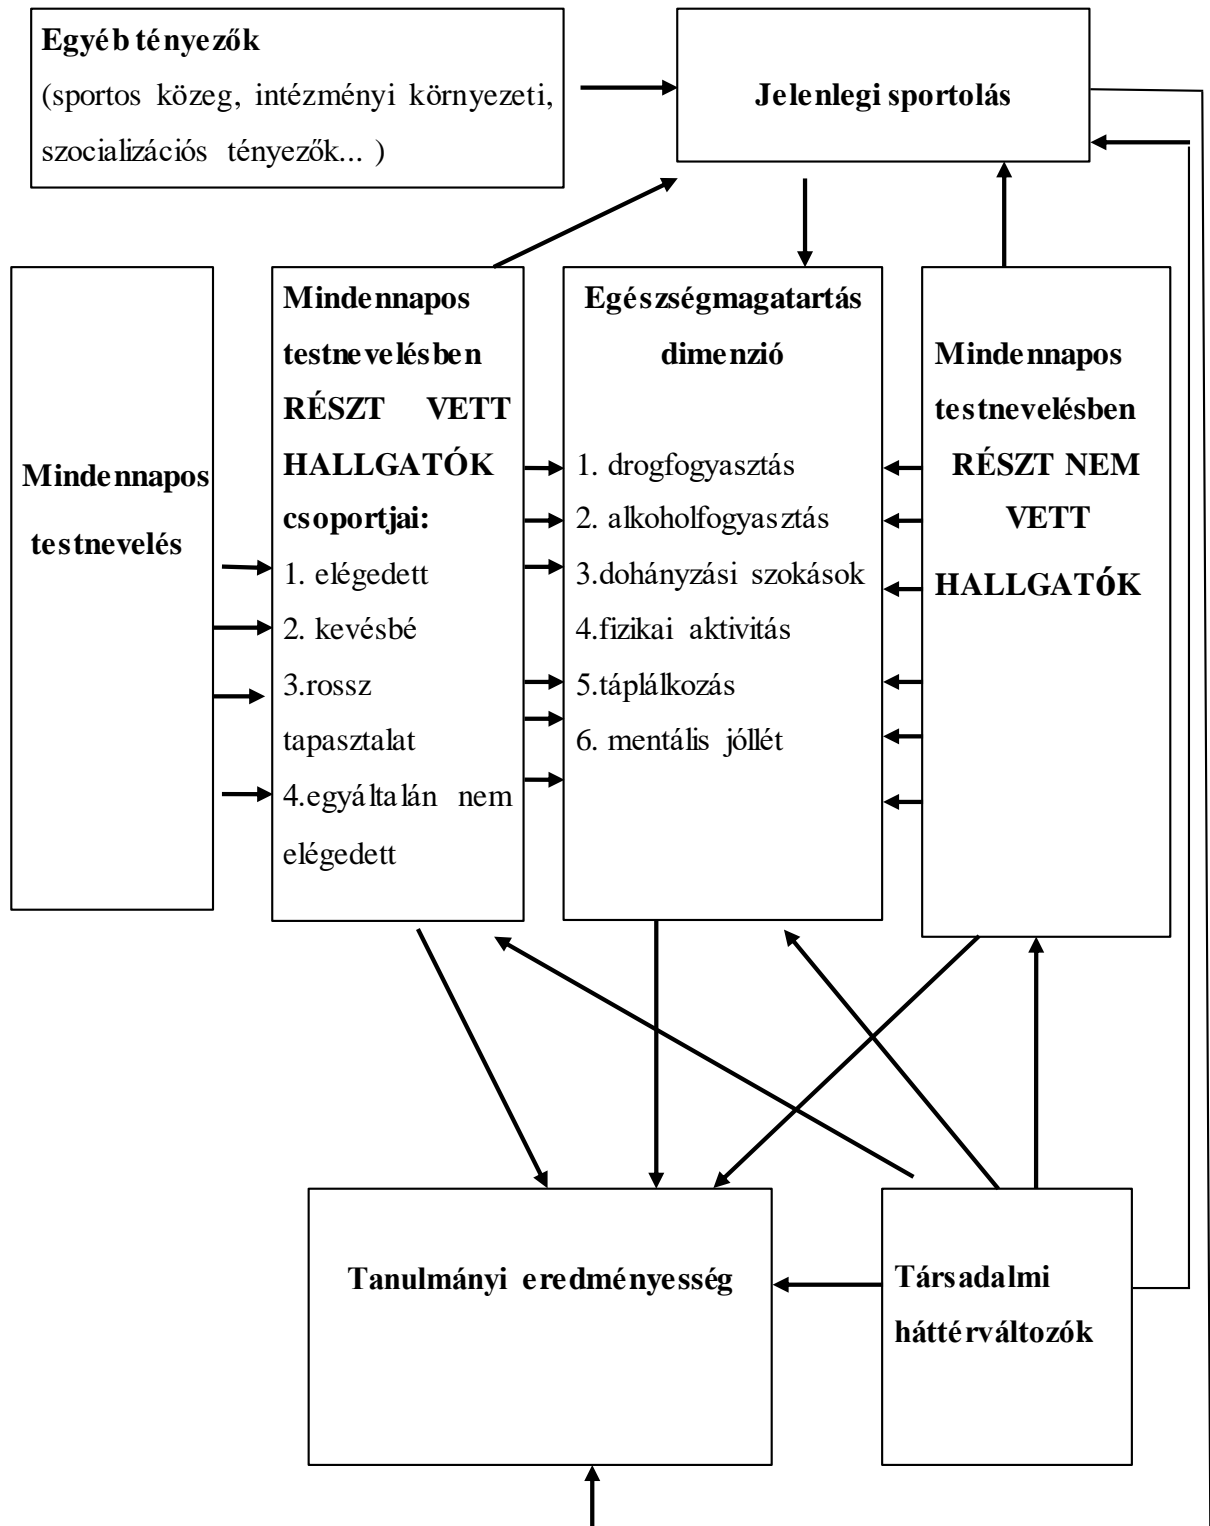 Egyéb tényezők
(sportos közeg, intézményi környezeti,
szocializációs tényezők... )
Jelenlegi sportolás
Mindennapos
testnevelés
Mindennapos
testnevelésben
RÉSZT VETT
HALLGATÓK
csoportjai:
1. elégedett
2. kevésbé
3.rossz
tapasztalat
4.egyáltalán nem
elégedett
Egészségmagatartás
dimenzió
1. drogfogyasztás
2. alkoholfogyasztás
3.dohányzási szokások
4.fizikai aktivitás
5.táplálkozás
6. mentális jóllét
Mindennapos
testnevelésben
RÉSZT NEM
VETT
HALLGATÓK
Tanulmányi eredményesség
Társadalmi
háttérváltozók